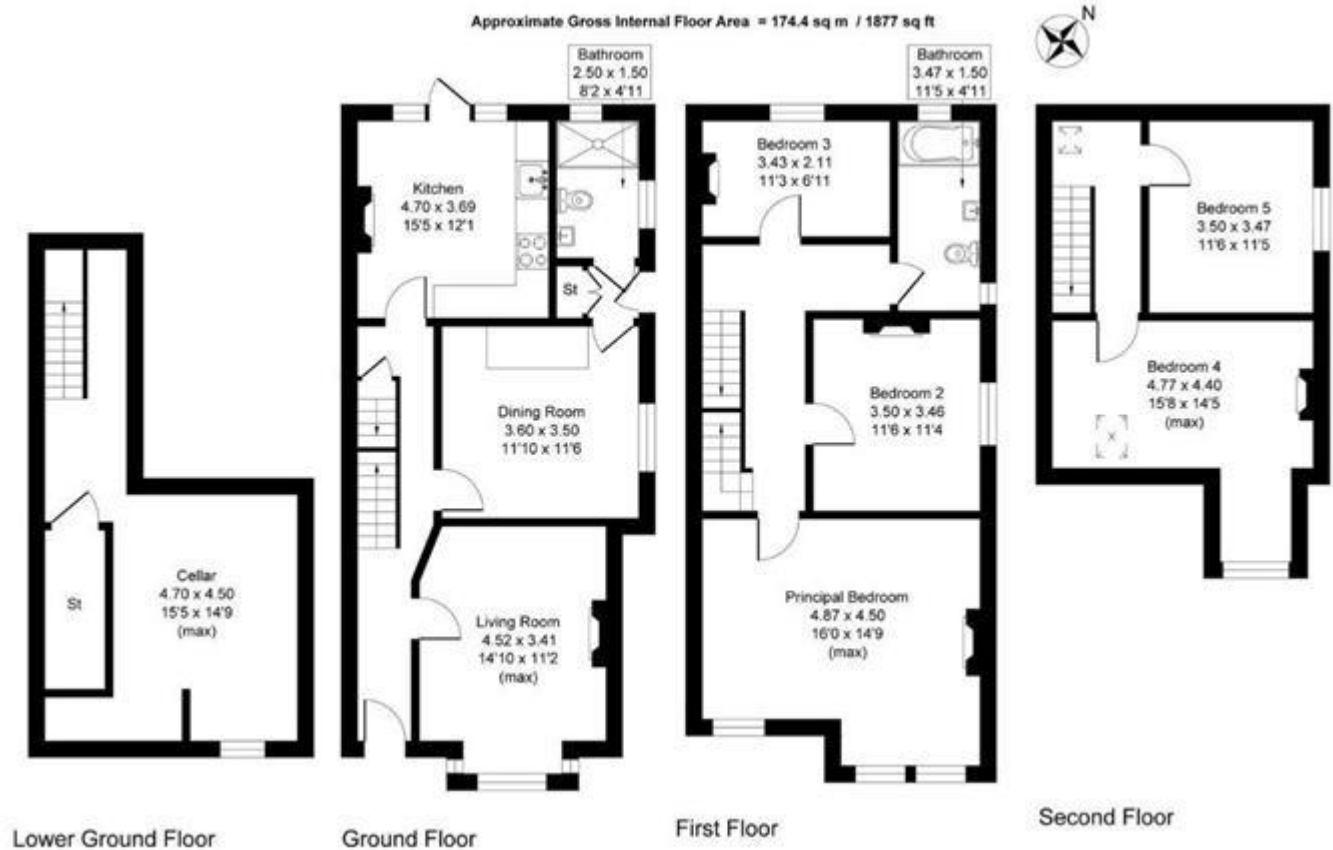 Approximate Gross Internal Floor Area = 174.4 sq m / 1877 sq ft
N
St
Cellar
4.70 x 4.50
15'5 x 14'9
(max)
Lower Ground Floor
Bathroom
2.50 x 1.50
8'2 x 4'11
Kitchen
4.70 x 3.69
15'5 x 12'1
St
Dining Room
3.60 x 3.50
11'10 x 11'6
Living Room
4.52 x 3.41
14'10 x 11'2
(max)
Ground Floor
Bathroom
3.47 x 1.50
11'5 x 4'11
Bedroom 3
3.43 x 2.11
11'3 x 6'11
Bedroom 2
3.50 x 3.46
11'6 x 11'4
Principal Bedroom
4.87 x 4.50
16'0 x 14'9
(max)
First Floor
Bedroom 5
3.50 x 3.47
11'6 x 11'5
Bedroom 4
4.77 x 4.40
15'8 x 14'5
(max)
Second Floor